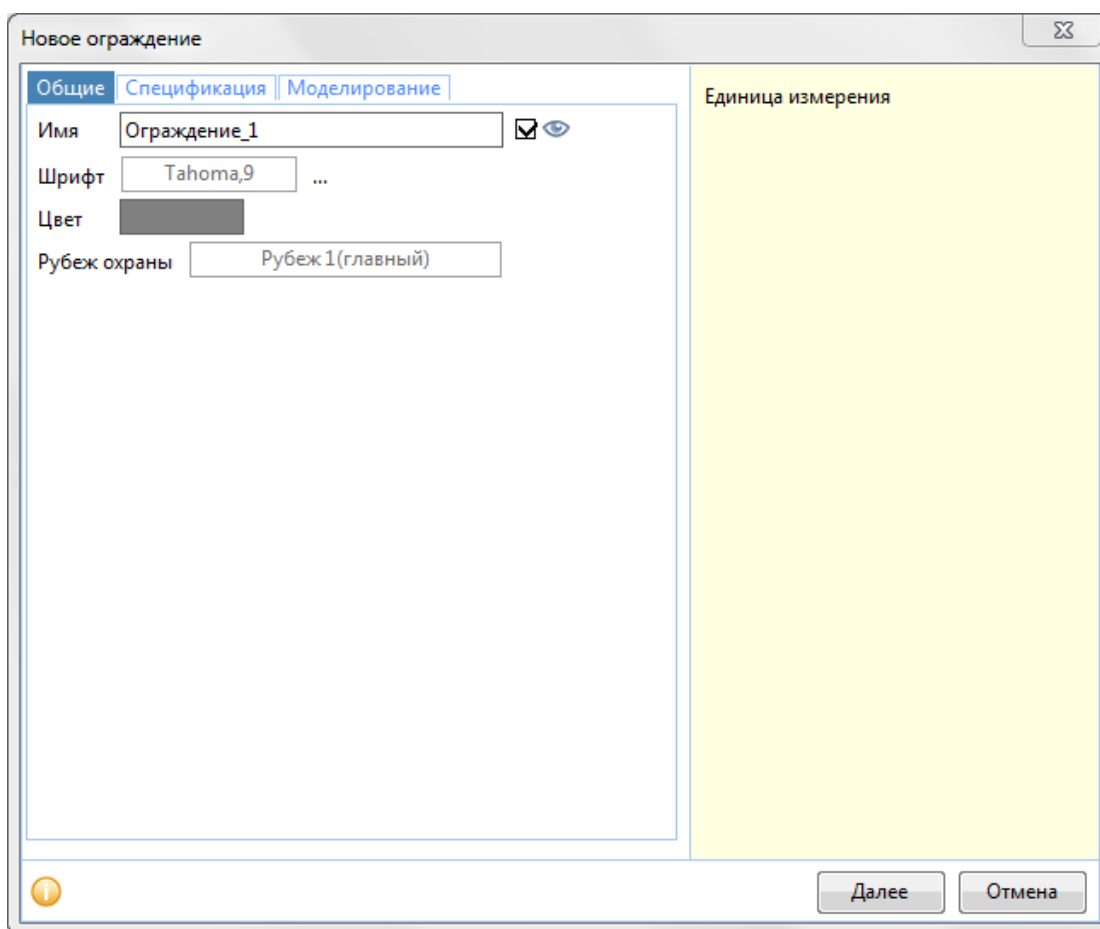 Новое ограждение
Общие Спецификация Моделирование
Имя Ограждение_1
Шрифт Tahoma,9 ...
Цвет
Рубеж охраны Рубеж 1(главный)
Единица измерения
Далее Отмена